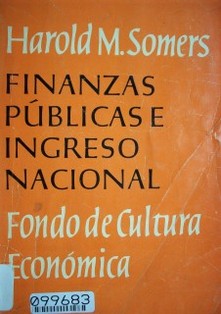 Harold M. Somers
FINANZAS
PÚBLICAS E
INGRESO
NACIONAL
Fondo de Cultura
Económica
099683